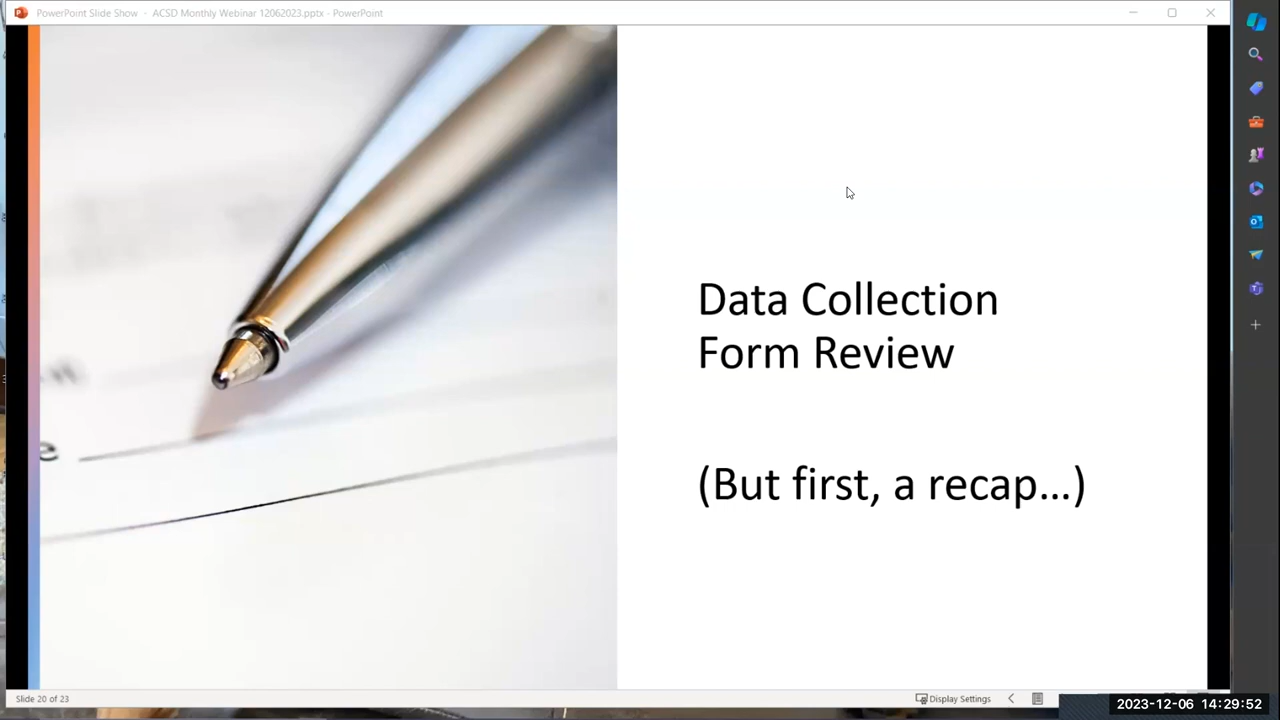 PowerPoint Slide Show - ACSD Monthly Webinar 12062023.pptx - PowerPoint
Data Collection
Form Review
(But first, a recap...)
e
Slide 20 of 23
Display Settings
2023-12-06 14:29:52